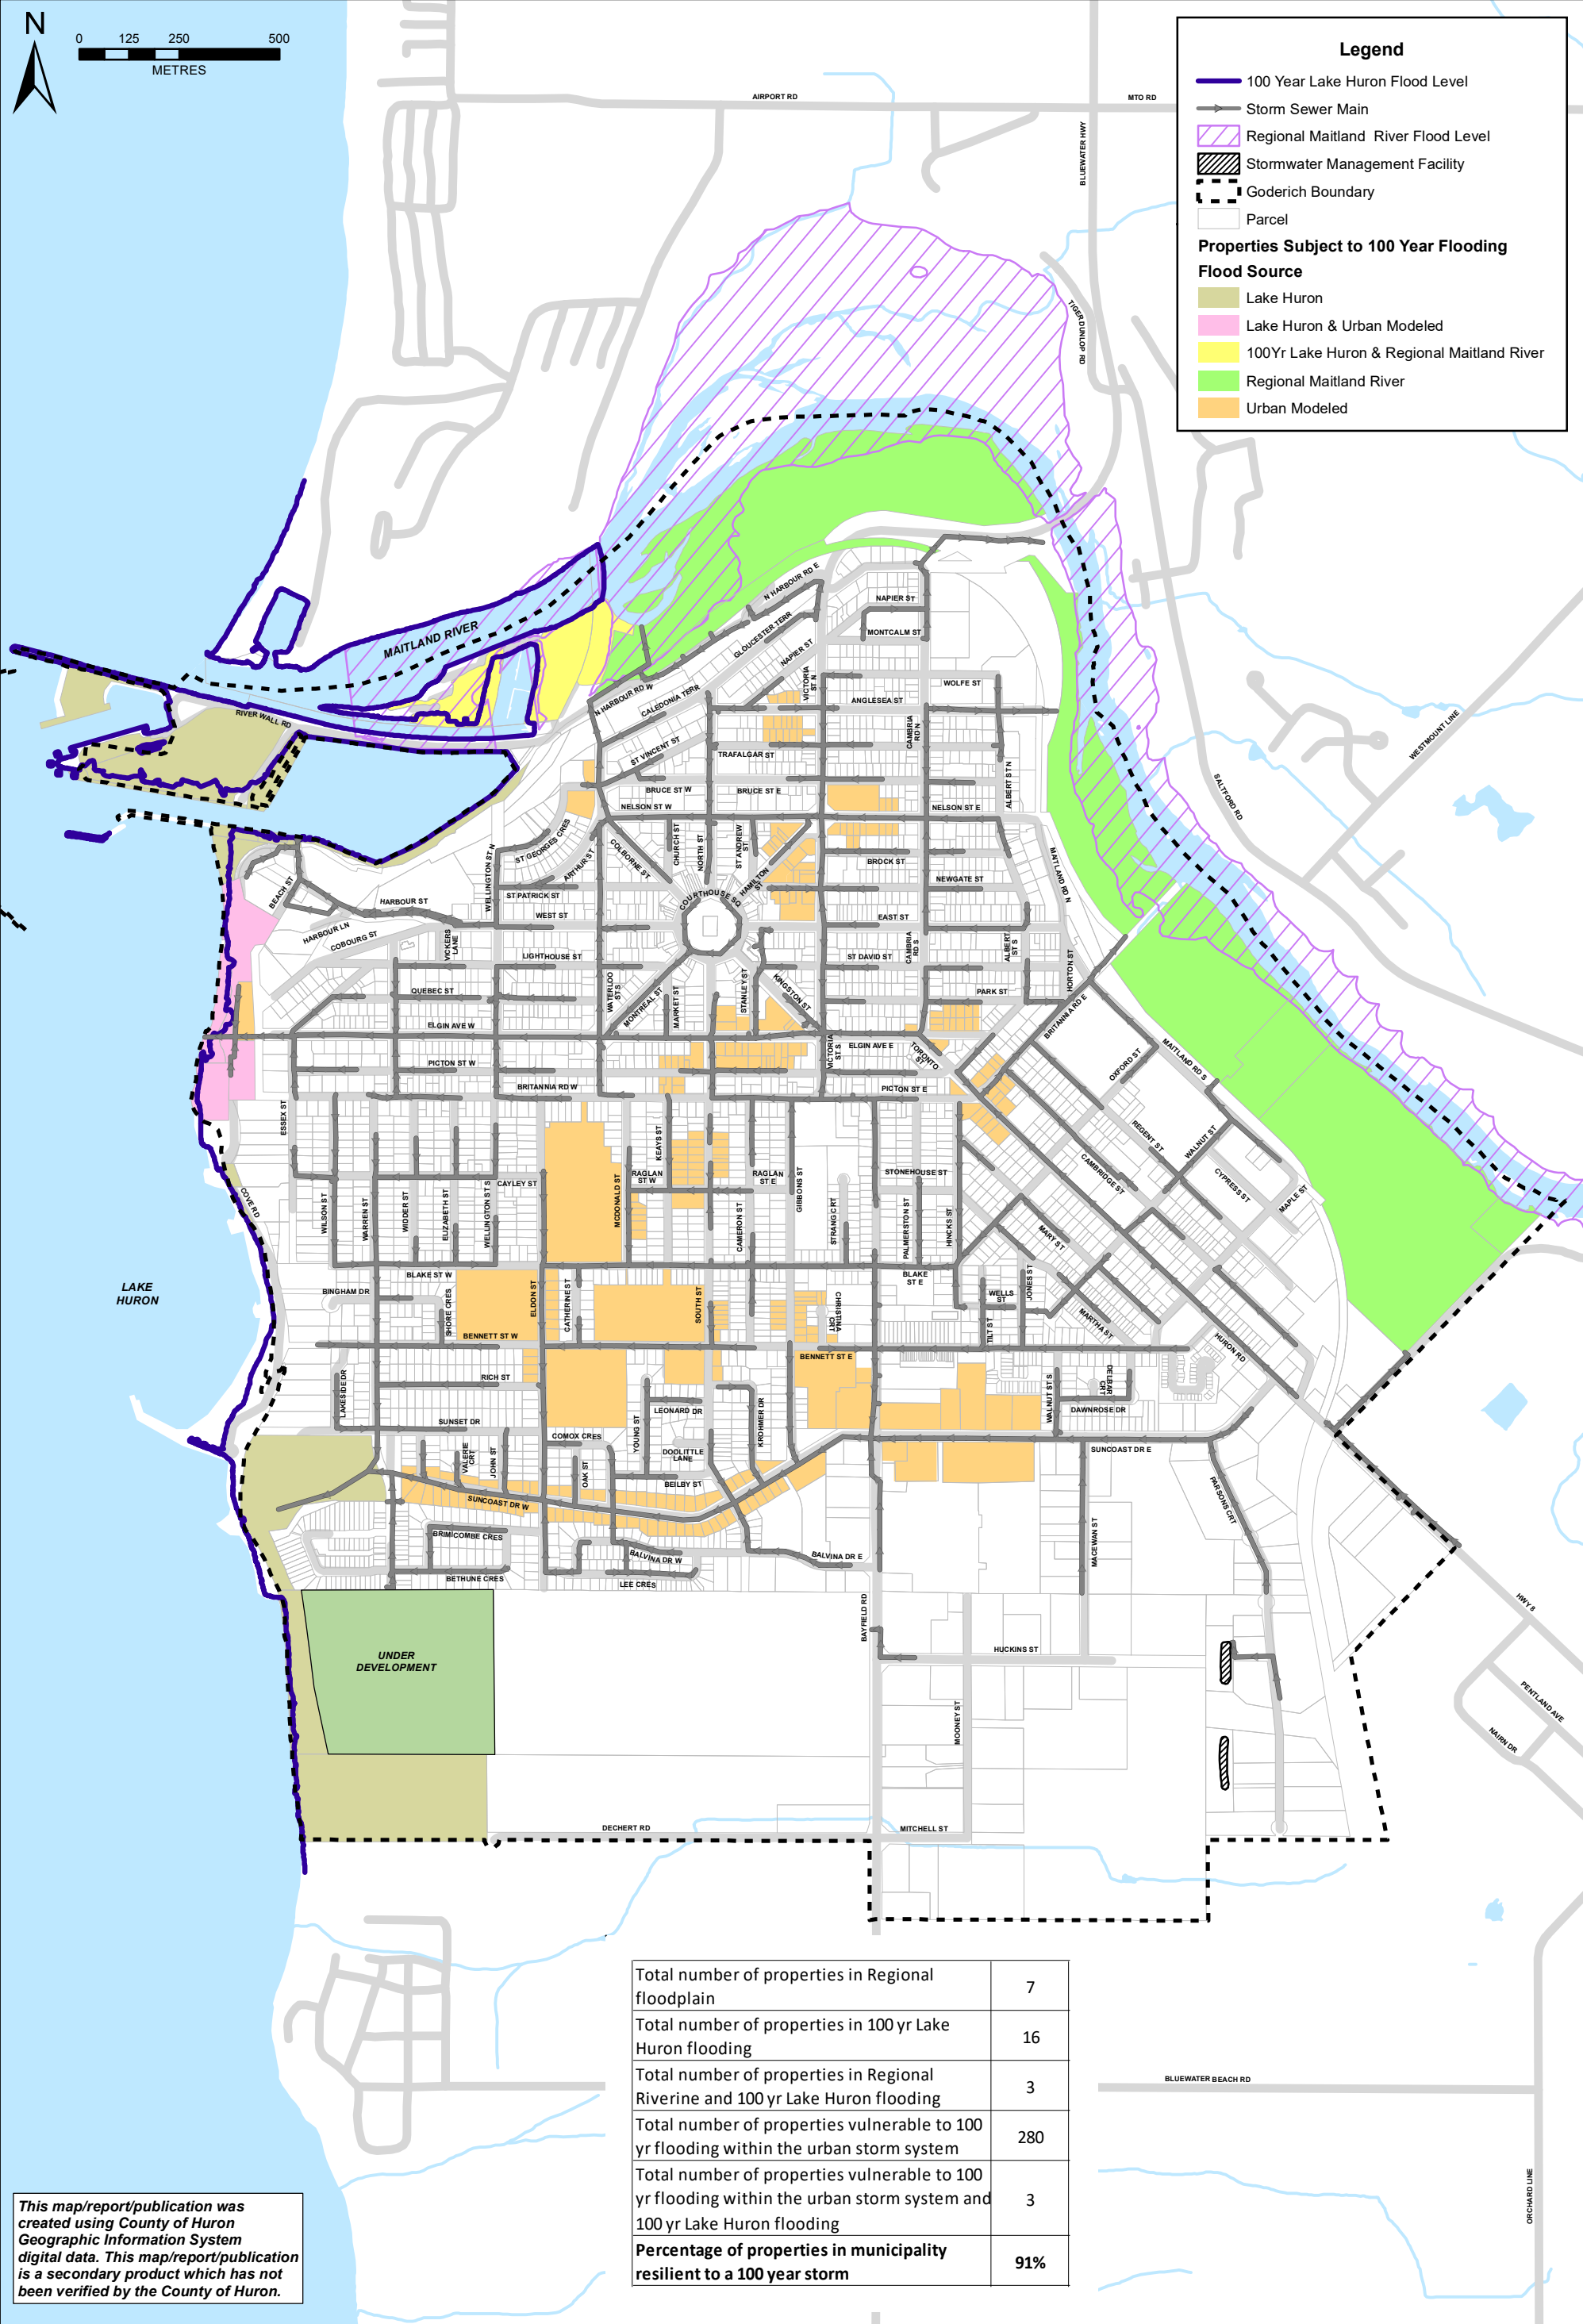 N
0 125 250 500
METRES
Legend
100 Year Lake Huron Flood Level
Storm Sewer Main
Regional Maitland River Flood Level
Stormwater Management Facility
Goderich Boundary
Parcel
Properties Subject to 100 Year Flooding
Flood Source
Lake Huron
Lake Huron & Urban Modeled
100Yr Lake Huron & Regional Maitland River
Regional Maitland River
Urban Modeled
AIRPORT RD
MTO RD
BLUEWATER HWY
TIGER DUNLOP RD
SALTFORD RD
WESTMOUNT LINE
MAITLAND RIVER
RIVER WALL RD
N HARBOUR RD E
GLOUCESTER TERR
NAPIER ST
NAPIER ST
MONTCALM ST
N HARBOUR RD W
CALEDONIA TERR
VICTORIA
ST N
WOLFE ST
ANGLESEA ST
CAMBRIA
RD N
ST VINCENT ST
TRAFALGAR ST
ALBERT ST N
BRUCE ST W
BRUCE ST E
NELSON ST W
NELSON ST E
ST GEORGES CRES
ARTHUR ST
COLBORNE ST
CHURCH ST
NORTH ST
ST ANDREW
ST
HAMILTON
ST
BROCK ST
NEWGATE ST
MAITLAND RD N
WELLINGTON ST N
BEACH ST
HARBOUR ST
HARBOUR LN
COBOURG ST
VICKERS
LANE
ST PATRICK ST
WEST ST
COURTHOUSE SQ
EAST ST
CAMBRIA
RD S
ALBERT
ST S
LIGHTHOUSE ST
ST DAVID ST
HORTON ST
QUEBEC ST
WATERLOO
ST S
MONTREAL ST
MARKET ST
STANLEY ST
KINGSTON ST
PARK ST
BRITANNIA RD E
ELGIN AVE W
ELGIN AVE E
VICTORIA
ST S
TORONTO
ST
PICTON ST W
PICTON ST E
BRITANNIA RD W
OXFORD ST
MAITLAND RD S
ESSEX ST
KEAYS ST
REGENT ST
WALNUT ST
CAMBRIDGE ST
CYPRESS ST
MAPLE ST
COVE RD
WILSON ST
WARREN ST
WIDDER ST
ELIZABETH ST
WELLINGTON ST S
CAYLEY ST
MCDONALD ST
RAGLAN
ST W
RAGLAN
ST E
CAMERON ST
GIBBONS ST
STRANG CRT
STONEHOUSE ST
PALMERSTON ST
HINCKS ST
MARY ST
BLAKE ST W
BLAKE
ST E
LAKE
HURON
BINGHAM DR
SHORE CRES
ELDON ST
CATHERINE ST
SOUTH ST
CHRISTINA
CRT
WELLS
ST
JONES ST
TILT ST
MARTHA ST
HURON RD
BENNETT ST W
BENNETT ST E
LAKESIDE DR
RICH ST
LEONARD DR
KROHMER DR
WALNUT ST S
DELBAR
CRT
DAWNROSE DR
SUNSET DR
COMOX CRES
YOUNG ST
DOOLITTLE
LANE
SUNCOAST DR E
VALERIE
CRT
JOHN ST
OAK ST
BEILBY ST
PARSONS CRT
SUNCOAST DR W
BRIMICOMBE CRES
BALVINA DR W
BALVINA DR E
MACEWAN ST
BETHUNE CRES
LEE CRES
HWY 8
UNDER
DEVELOPMENT
BAYFIELD RD
HUCKINS ST
MOONEY ST
PENTLAND AVE
NAIRN DR
DECHERT RD
MITCHELL ST
Total number of properties in Regional
floodplain 7
Total number of properties in 100 yr Lake
Huron flooding 16
Total number of properties in Regional
Riverine and 100 yr Lake Huron flooding 3
Total number of properties vulnerable to 100
yr flooding within the urban storm system 280
Total number of properties vulnerable to 100
yr flooding within the urban storm system and
100 yr Lake Huron flooding 3
Percentage of properties in municipality
resilient to a 100 year storm 91%
BLUEWATER BEACH RD
ORCHARD LINE
This map/report/publication was
created using County of Huron
Geographic Information System
digital data. This map/report/publication
is a secondary product which has not
been verified by the County of Huron.